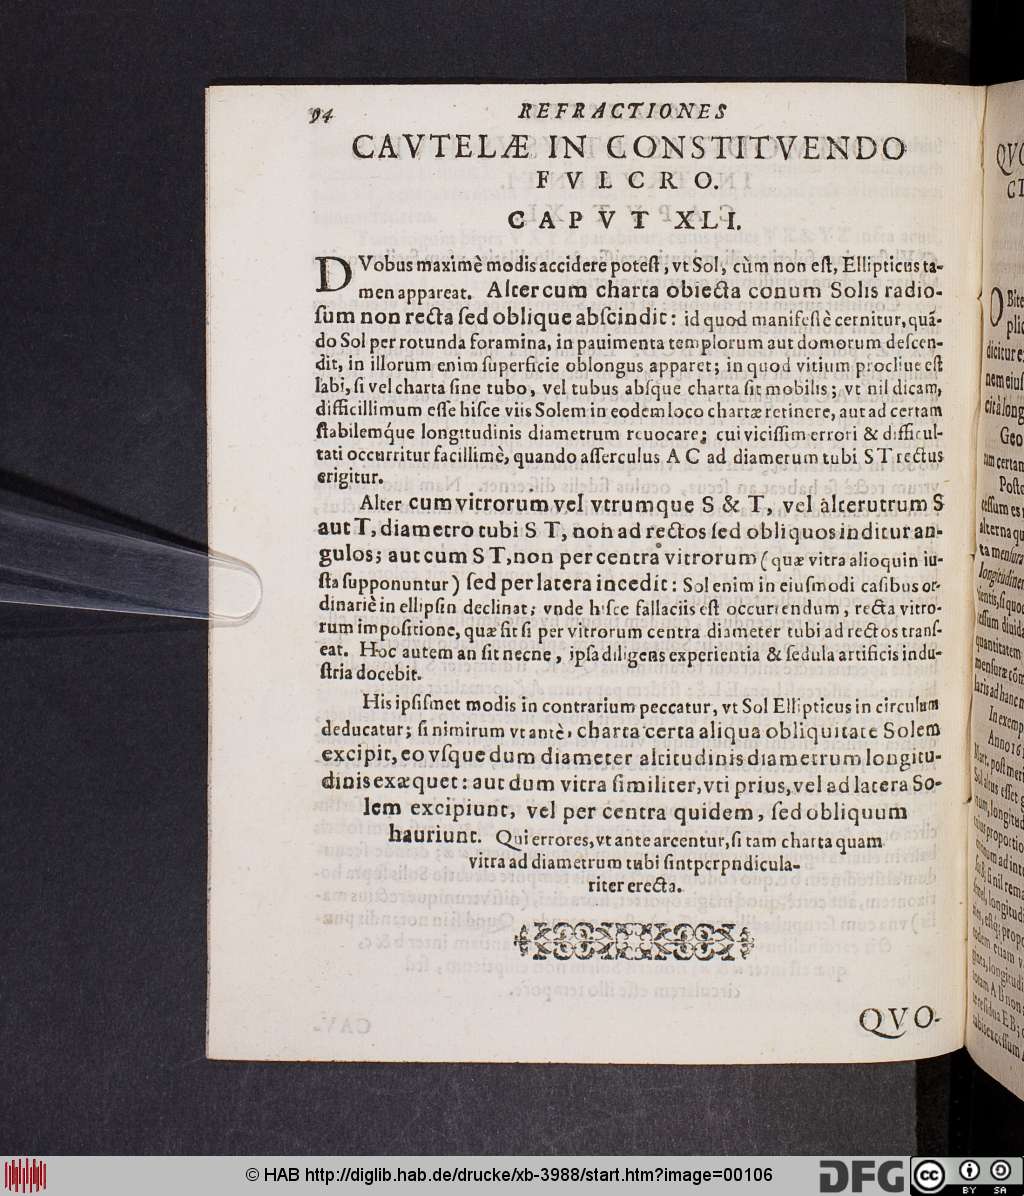 94 REFRACTIONES
CAVTELÆ IN CONSTITVENDO
FVLCRO.
CAPVT XLI.
DVobus maximè modis accidere potest, vt Sol, cùm non est, Ellipticus ta-
men appareat. Alter cum charta obiecta conum Solis radio-
sum non recta sed oblique abscindit: id quod manifestè cernitur, quã-
do Sol per rotunda foramina, in pauimenta templorum aut domorum descen-
dit, in illorum enim superficie oblongus apparet; in quod vitium procliue est
labi, si vel charta sine tubo, vel tubus absque charta sit mobilis; vt nil dicam,
difficillimum esse hisce viis Solem in eodem loco chartæ retinere, aut ad certam
stabilemq́ue longitudinis diametrum reuocare; cui vicissim errori & difficul-
tati occurritur facillimè, quando asserculus A C ad diametrum tubi S T rectus
erigitur.
Alter cum vitrorum vel vtrumque S & T, vel alterutrum S
aut T, diametro tubi S T, non ad rectos sed obliquos inditur an-
gulos; aut cum S T, non per centra vitrorum (quæ vitra alioquin iu-
sta supponuntur) sed per latera incedit: Sol enim in eiusmodi casibus or-
dinariè in ellipsin declinat; vnde hisce fallaciis est occurrendum, recta vitro-
rum impositione, quæ fit si per vitrorum centra diameter tubi ad rectos trans-
eat. Hoc autem an fit necne, ipsa diligens experientia & sedula artificis indu-
stria docebit.
His ipsismet modis in contrarium peccatur, vt Sol Ellipticus in circulum
deducatur; si nimirum vt antè, charta certa aliqua obliquitate Solem
excipit, eo vsque dum diameter altitudinis diametrum longitu-
dinis exæquet: aut dum vitra similiter, vti prius, vel ad latera So-
lem excipiunt, vel per centra quidem, sed obliquum
hauriunt. Qui errores, vt ante arcentur, si tam charta quam
vitra ad diametrum tubi sint perpndicula-
riter erecta.
QVO-
© HAB http://diglib.hab.de/drucke/xb-3988/start.htm?image=00106
DFG
cc BY SA